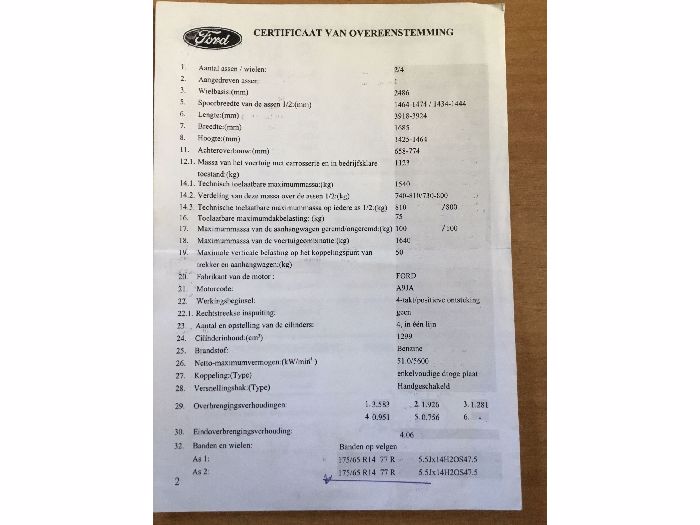 Ford CERTIFICAAT VAN OVEREENSTEMMING
1. Aantal assen / wielen: 2/4
2. Aangedreven assen: 1
3. Wielbasis:(mm) 2486
5. Spoorbreedte van de assen 1/2:(mm) 1464-1474 / 1434-1444
6. Lengte:(mm) 3918-3924
7. Breedte:(mm) 1685
8. Hoogte:(mm) 1425-1464
11. Achteroverbouw:(mm) 658-774
12.1. Massa van het voertuig met carrosserie en in bedrijfsklare 1123
toestand:(kg)
14.1. Technisch toelaatbare maximummassa:(kg) 1540
14.2. Verdeling van deze massa over de assen 1/2:(kg) 740-810/730-800
14.3. Technische toelaatbare maximummassa op iedere as 1/2:(kg) 810 /800
16. Toelaatbare maximumdakbelasting: (kg) 75
17. Maximummassa van de aanhangwagen geremd/ongeremd:(kg) 100 /100
18. Maximummassa van de voertuigcombinatie:(kg) 1640
19. Maximale verticale belasting op het koppelingspunt van 50
trekker en aanhangwagen:(kg)
20. Fabrikant van de motor : FORD
21. Motorcode: A9JA
22. Werkingsbeginsel: 4-takt/positieve ontsteking
22.1. Rechtstreekse inspuiting: geen
23. Aantal en opstelling van de cilinders: 4, in één lijn
24. Cilinderinhoud:(cm³) 1299
25. Brandstof: Benzine
26. Netto-maximumvermogen:(kW/min¹ ) 51.0/5600
27. Koppeling:(Type) enkelvoudige droge plaat
28. Versnellingsbak:(Type) Handgeschakeld
29. Overbrengingsverhoudingen: 1. 3.583 2. 1.926 3. 1.281
4. 0.951 5. 0.756 6. -
30. Eindoverbrengingsverhouding: 4.06
32. Banden en wielen: Banden op velgen
As 1: 175/65 R14 77 R 5.5Jx14H2OS47.5
As 2: 175/65 R14 77 R 5.5Jx14H2OS47.5
2